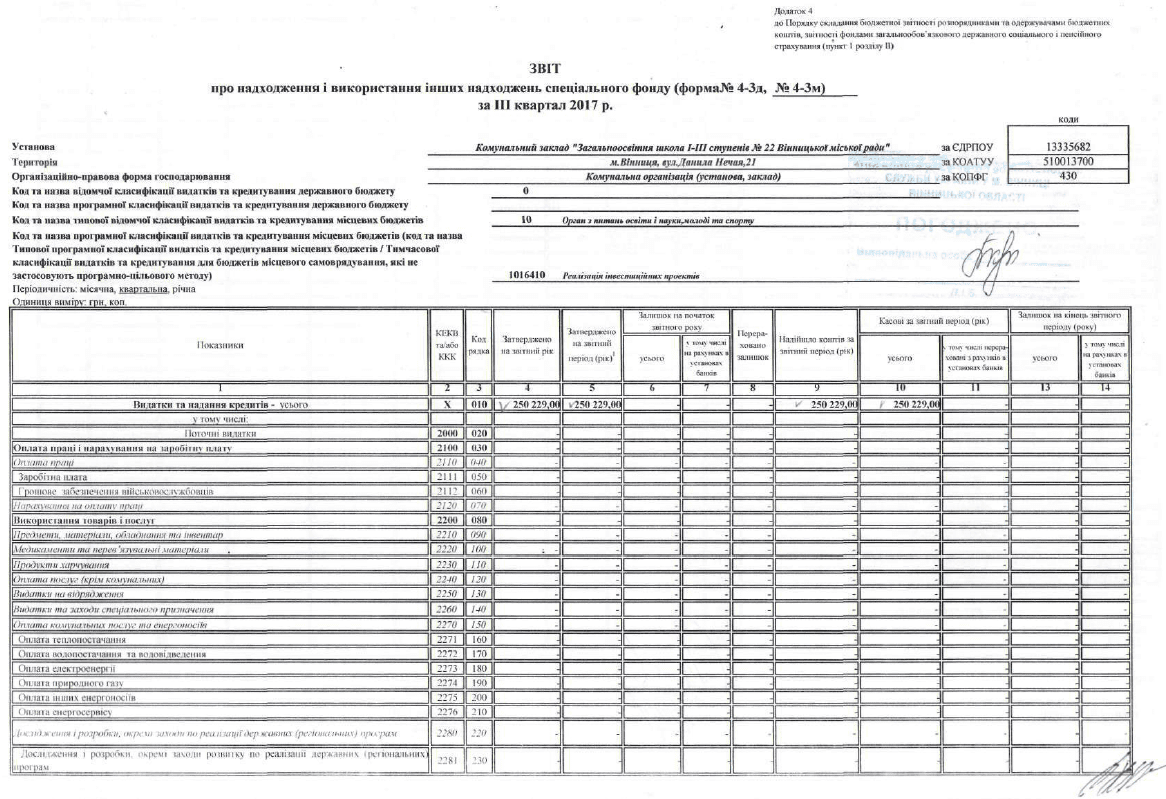 Додаток 4
до Порядку складання бюджетної звітності розпорядниками та одержувачами бюджетних
коштів, звітності фондами загальнообов'язкового державного соціального і пенсійного
страхування (пункт 1 розділу II)
ЗВІТ
про надходження і використання інших надходжень спеціального фонду (форма№ 4-3д, № 4-3м)
за III квартал 2017 р.
коди
Установа Комунальний заклад "Загальноосвітня школа I-III ступенів № 22 Вінницької міської ради" за ЄДРПОУ 13335682
Територія м.Вінниця, вул.Данила Нечая,21 за КОАТУУ 510013700
Організаційно-правова форма господарювання Комунальна організація (установа, заклад) за КОПФГ 430
Код та назва відомчої класифікації видатків та кредитування державного бюджету 0
Код та назва програмної класифікації видатків та кредитування державного бюджету
Код та назва типової відомчої класифікації видатків та кредитування місцевих бюджетів 10 Орган з питань освіти і науки,молоді та спорту
Код та назва програмної класифікації видатків та кредитування місцевих бюджетів (код та назва
Типової програмної класифікації видатків та кредитування місцевих бюджетів / Тимчасової
класифікації видатків та кредитування для бюджетів місцевого самоврядування, які не
застосовують програмно-цільового методу) 1016410 Реалізація інвестиційних проектів
Періодичність: місячна, квартальна, річна
Одиниця виміру: грн, коп.
Показники
КЕКВ та/або ККК
Код рядка
Затверджено на звітний рік
Затверджено на звітний період (рік)1
Залишок на початок звітного року
усього
у тому числі на рахунках в установах банків
Перера-ховано залишок
Надійшло коштів за звітний період (рік)
Касові за звітний період (рік)
усього
у тому числі перера-ховані з рахунків в установах банків
Залишок на кінець звітного періоду (року)
усього
у тому числі на рахунках в установах банків
1 2 3 4 5 6 7 8 9 10 11 13 14
Видатки та надання кредитів - усього X 010 250 229,00 250 229,00 - - - 250 229,00 250 229,00 - - -
у тому числі:
Поточні видатки 2000 020 - - - - - - - - - -
Оплата праці і нарахування на заробітну плату 2100 030 - - - - - - - - - -
Оплата праці 2110 040 - - - - - - - - - -
Заробітна плата 2111 050 - - - - - - - - - -
Грошове забезпечення військовослужбовців 2112 060 - - - - - - - - - -
Нарахування на оплату праці 2120 070 - - - - - - - - - -
Використання товарів і послуг 2200 080 - - - - - - - - - -
Предмети, матеріали, обладнання та інвентар 2210 090 - - - - - - - - - -
Медикаменти та перев'язувальні матеріали 2220 100 - - - - - - - - - -
Продукти харчування 2230 110 - - - - - - - - - -
Оплата послуг (крім комунальних) 2240 120 - - - - - - - - - -
Видатки на відрядження 2250 130 - - - - - - - - - -
Видатки та заходи спеціального призначення 2260 140 - - - - - - - - - -
Оплата комунальних послуг та енергоносіїв 2270 150 - - - - - - - - - -
Оплата теплопостачання 2271 160 - - - - - - - - - -
Оплата водопостачання та водовідведення 2272 170 - - - - - - - - - -
Оплата електроенергії 2273 180 - - - - - - - - - -
Оплата природного газу 2274 190 - - - - - - - - - -
Оплата інших енергоносіїв 2275 200 - - - - - - - - - -
Оплата енергосервісу 2276 210 - - - - - - - - - -
Дослідження і розробки, окремі заходи по реалізації державних (регіональних) програм 2280 220 - - - - - - - - - -
Дослідження і розробки, окремі заходи розвитку по реалізації державних (регіональних)
програм 2281 230 - - - - - - - - - -